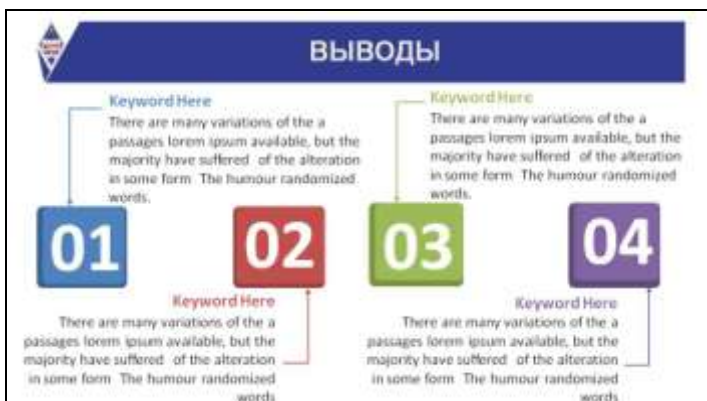 ВЫВОДЫ
Keyword Here
There are many variations of the a
passages lorem ipsum available, but the
majority have suffered of the alteration
in some form The humour randomized
words.
Keyword Here
There are many variations of the a
passages lorem ipsum available, but the
majority have suffered of the alteration
in some form The humour randomized
words.
01
02
03
04
Keyword Here
There are many variations of the a
passages lorem ipsum available, but the
majority have suffered of the alteration
in some form The humour randomized
words
Keyword Here
There are many variations of the a
passages lorem ipsum available, but the
majority have suffered of the alteration
in some form The humour randomized
words